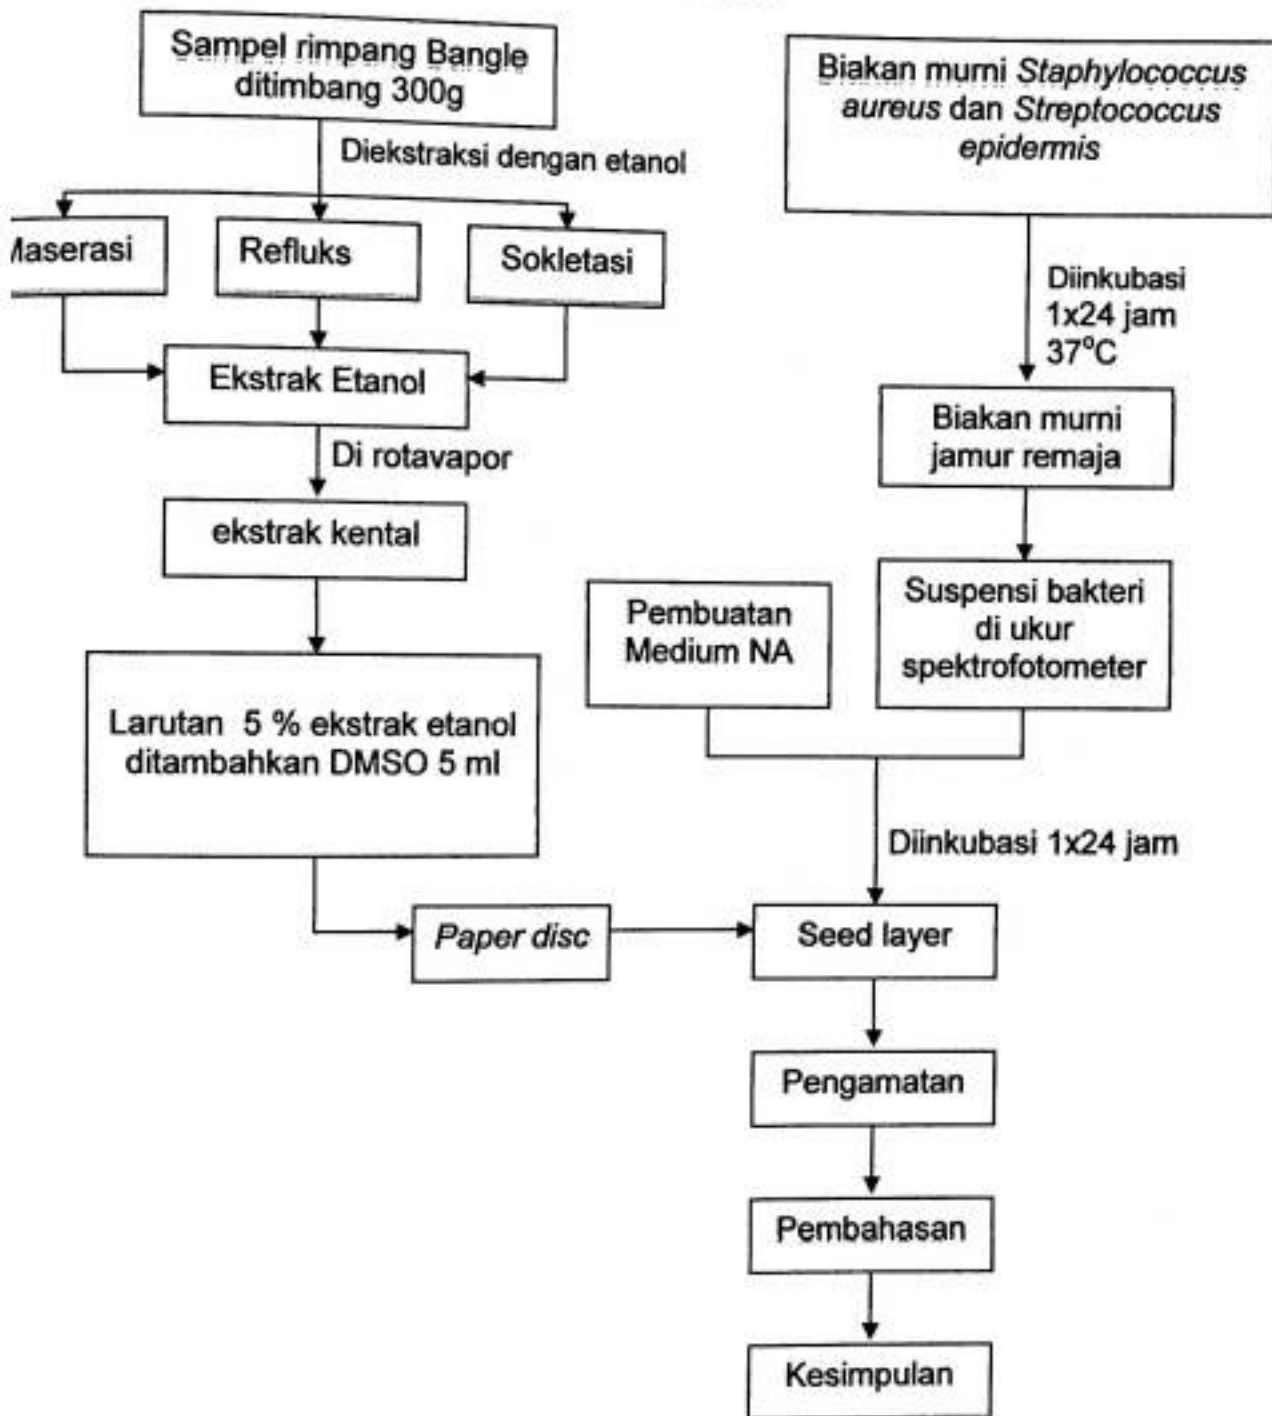 Sampel rimpang Bangle
ditimbang 300g
Diekstraksi dengan etanol
Maserasi
Refluks
Sokletasi
Ekstrak Etanol
Di rotavapor
ekstrak kental
Larutan 5 % ekstrak etanol
ditambahkan DMSO 5 ml
Paper disc
Biakan murni Staphylococcus
aureus dan Streptococcus
epidermis
Diinkubasi
1x24 jam
37°C
Biakan murni
jamur remaja
Suspensi bakteri
di ukur
spektrofotometer
Pembuatan
Medium NA
Diinkubasi 1x24 jam
Seed layer
Pengamatan
Pembahasan
Kesimpulan